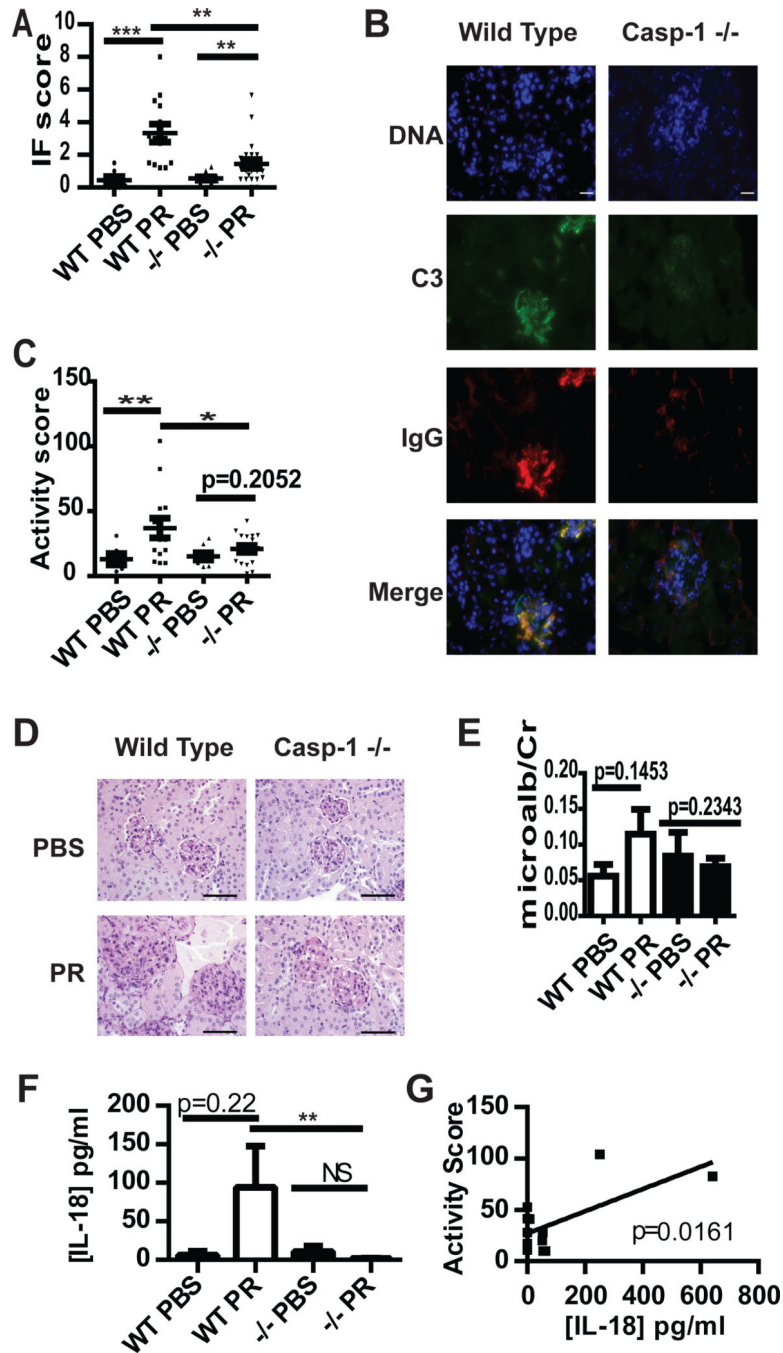 A
IF score
10
8
6
4
2
0
***
**
**
WT PBS
WT PR
-/- PBS
-/- PR
B
Wild Type
Casp-1 -/-
DNA
C3
IgG
Merge
C
Activity score
150
100
50
0
**
*
p=0.2052
WT PBS
WT PR
-/- PBS
-/- PR
D
Wild Type
Casp-1 -/-
PBS
PR
E
microalb/Cr
0.20
0.15
0.10
0.05
0.00
p=0.1453
p=0.2343
WT PBS
WT PR
-/- PBS
-/- PR
F
[IL-18] pg/ml
200
150
100
50
0
p=0.22
**
NS
WT PBS
WT PR
-/- PBS
-/- PR
G
Activity Score
150
100
50
0
p=0.0161
0 200 400 600 800
[IL-18] pg/ml